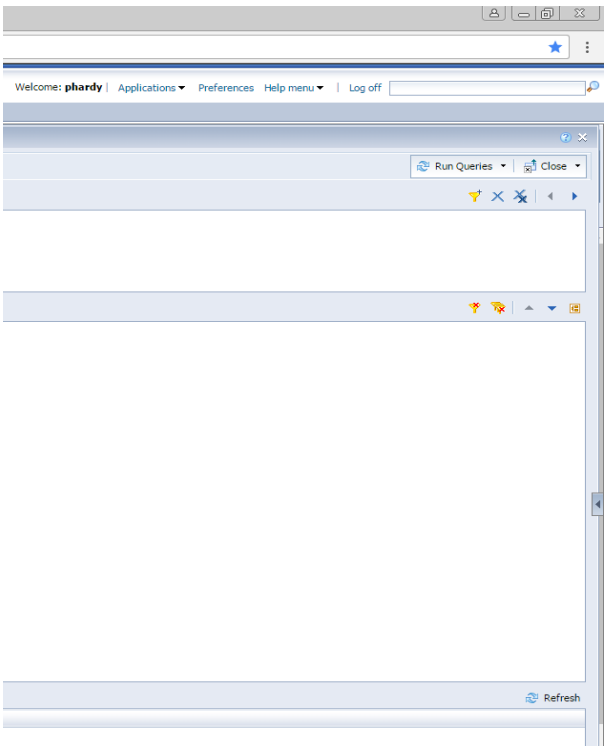 Welcome: phardy | Applications Preferences Help menu | Log off
Run Queries | Close
Refresh